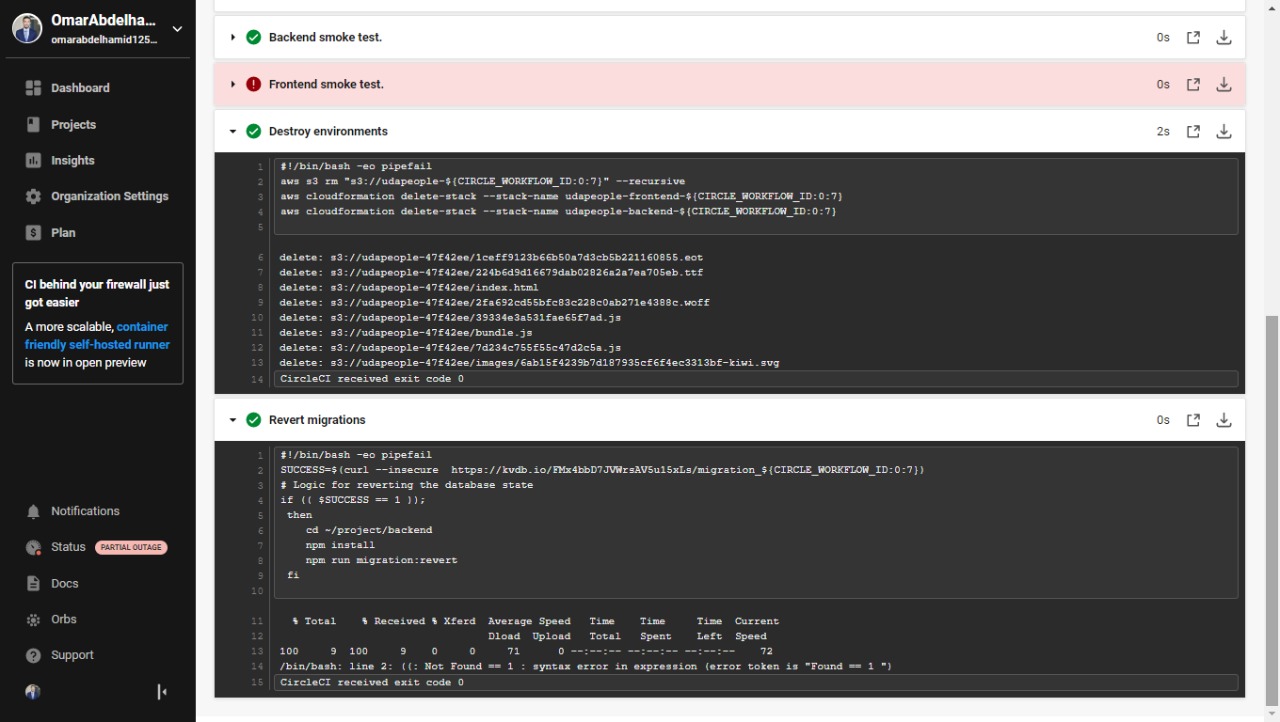 OmarAbdelha...
omarabdelhamid125...
Dashboard
Projects
Insights
Organization Settings
Plan
CI behind your firewall just
got easier
A more scalable, container
friendly self-hosted runner
is now in open preview
Notifications
Status PARTIAL OUTAGE
Docs
Orbs
Support
Backend smoke test. 0s
Frontend smoke test. 0s
Destroy environments 2s
1 #!/bin/bash -eo pipefail
2 aws s3 rm "s3://udapeople-${CIRCLE_WORKFLOW_ID:0:7}" --recursive
3 aws cloudformation delete-stack --stack-name udapeople-frontend-${CIRCLE_WORKFLOW_ID:0:7}
4 aws cloudformation delete-stack --stack-name udapeople-backend-${CIRCLE_WORKFLOW_ID:0:7}
5
6 delete: s3://udapeople-47f42ee/1ceff9123b66b50a7d3cb5b221160855.eot
7 delete: s3://udapeople-47f42ee/224b6d9d16679dab02826a2a7ea705eb.ttf
8 delete: s3://udapeople-47f42ee/index.html
9 delete: s3://udapeople-47f42ee/2fa692cd55bfc83c228c0ab271e4388c.woff
10 delete: s3://udapeople-47f42ee/39334e3a531fae65f7ad.js
11 delete: s3://udapeople-47f42ee/bundle.js
12 delete: s3://udapeople-47f42ee/7d234c755f55c47d2c5a.js
13 delete: s3://udapeople-47f42ee/images/6ab15f4239b7d187935cf6f4ec3313bf-kiwi.svg
14 CircleCI received exit code 0
Revert migrations 0s
1 #!/bin/bash -eo pipefail
2 SUCCESS=$(curl --insecure https://kvdb.io/FMx4bbD7JVWrsAV5u15xLs/migration_${CIRCLE_WORKFLOW_ID:0:7})
3 # Logic for reverting the database state
4 if (( $SUCCESS == 1 ));
5 then
6 cd ~/project/backend
7 npm install
8 npm run migration:revert
9 fi
10
11 % Total % Received % Xferd Average Speed Time Time Time Current
12 Dload Upload Total Spent Left Speed
13 100 9 100 9 0 0 71 0 --:--:-- --:--:-- --:--:-- 72
14 /bin/bash: line 2: ((: Not Found == 1 : syntax error in expression (error token is "Found == 1 ")
15 CircleCI received exit code 0